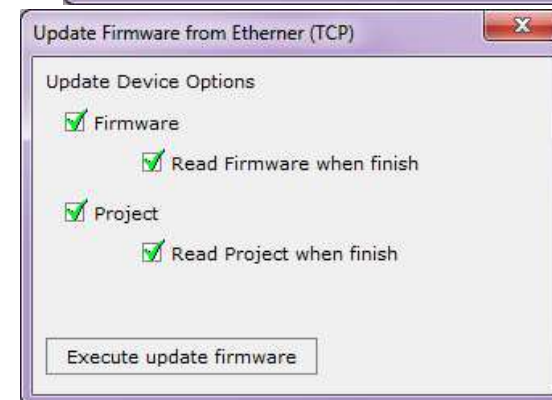 Update Firmware from Etherner (TCP)
Update Device Options
Firmware
Read Firmware when finish
Project
Read Project when finish
Execute update firmware